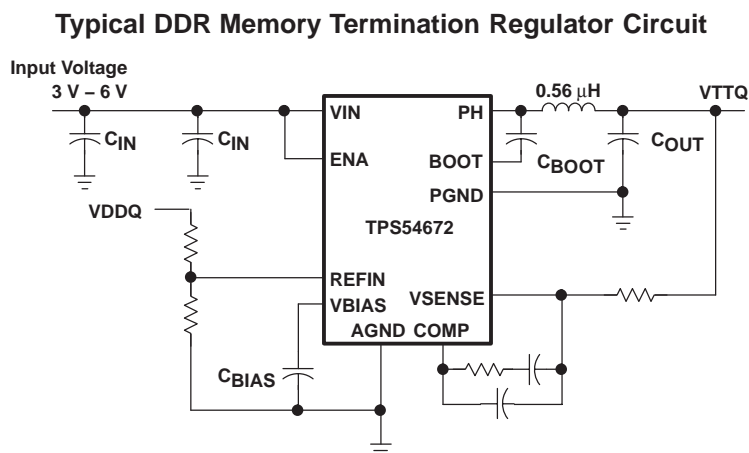 Typical DDR Memory Termination Regulator Circuit
Input Voltage
3 V – 6 V
CIN
CIN
VIN
PH
0.56 μH
VTTQ
ENA
BOOT
CBOOT
COUT
PGND
VDDQ
TPS54672
REFIN
VBIAS
VSENSE
AGND COMP
CBIAS